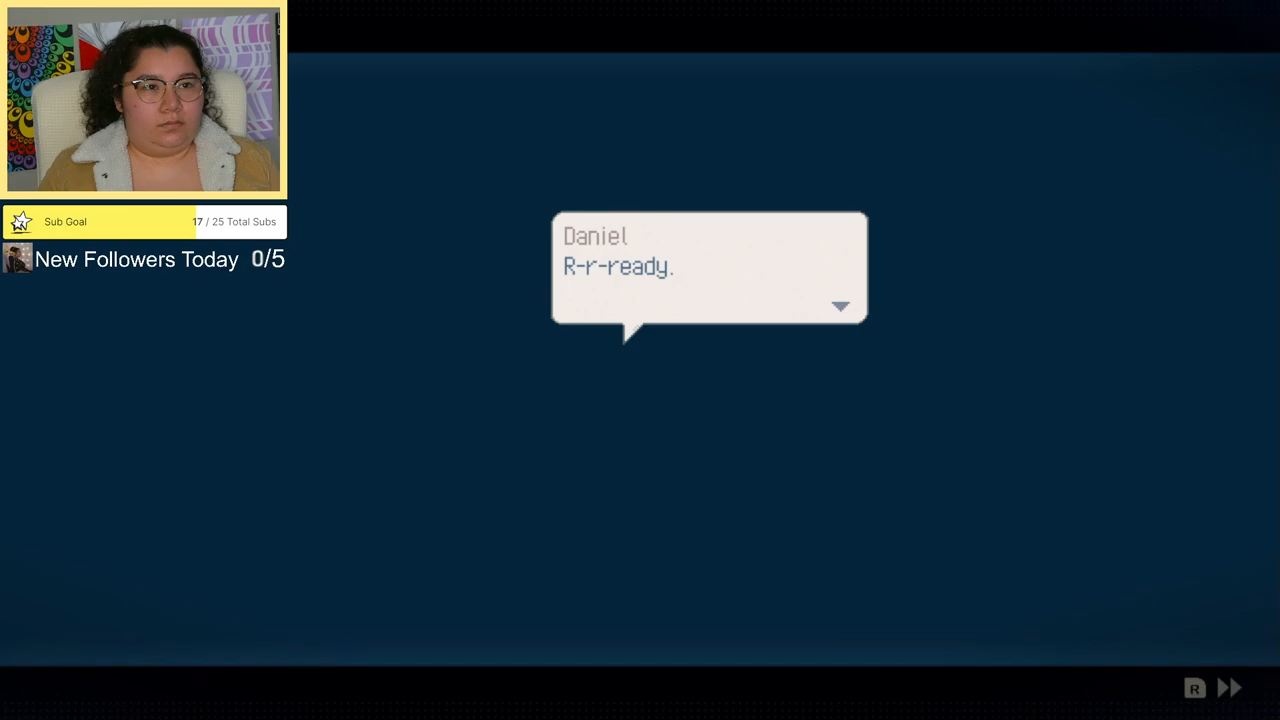 Sub Goal 17 / 25 Total Subs
New Followers Today 0/5
Daniel
R-r-ready.
R